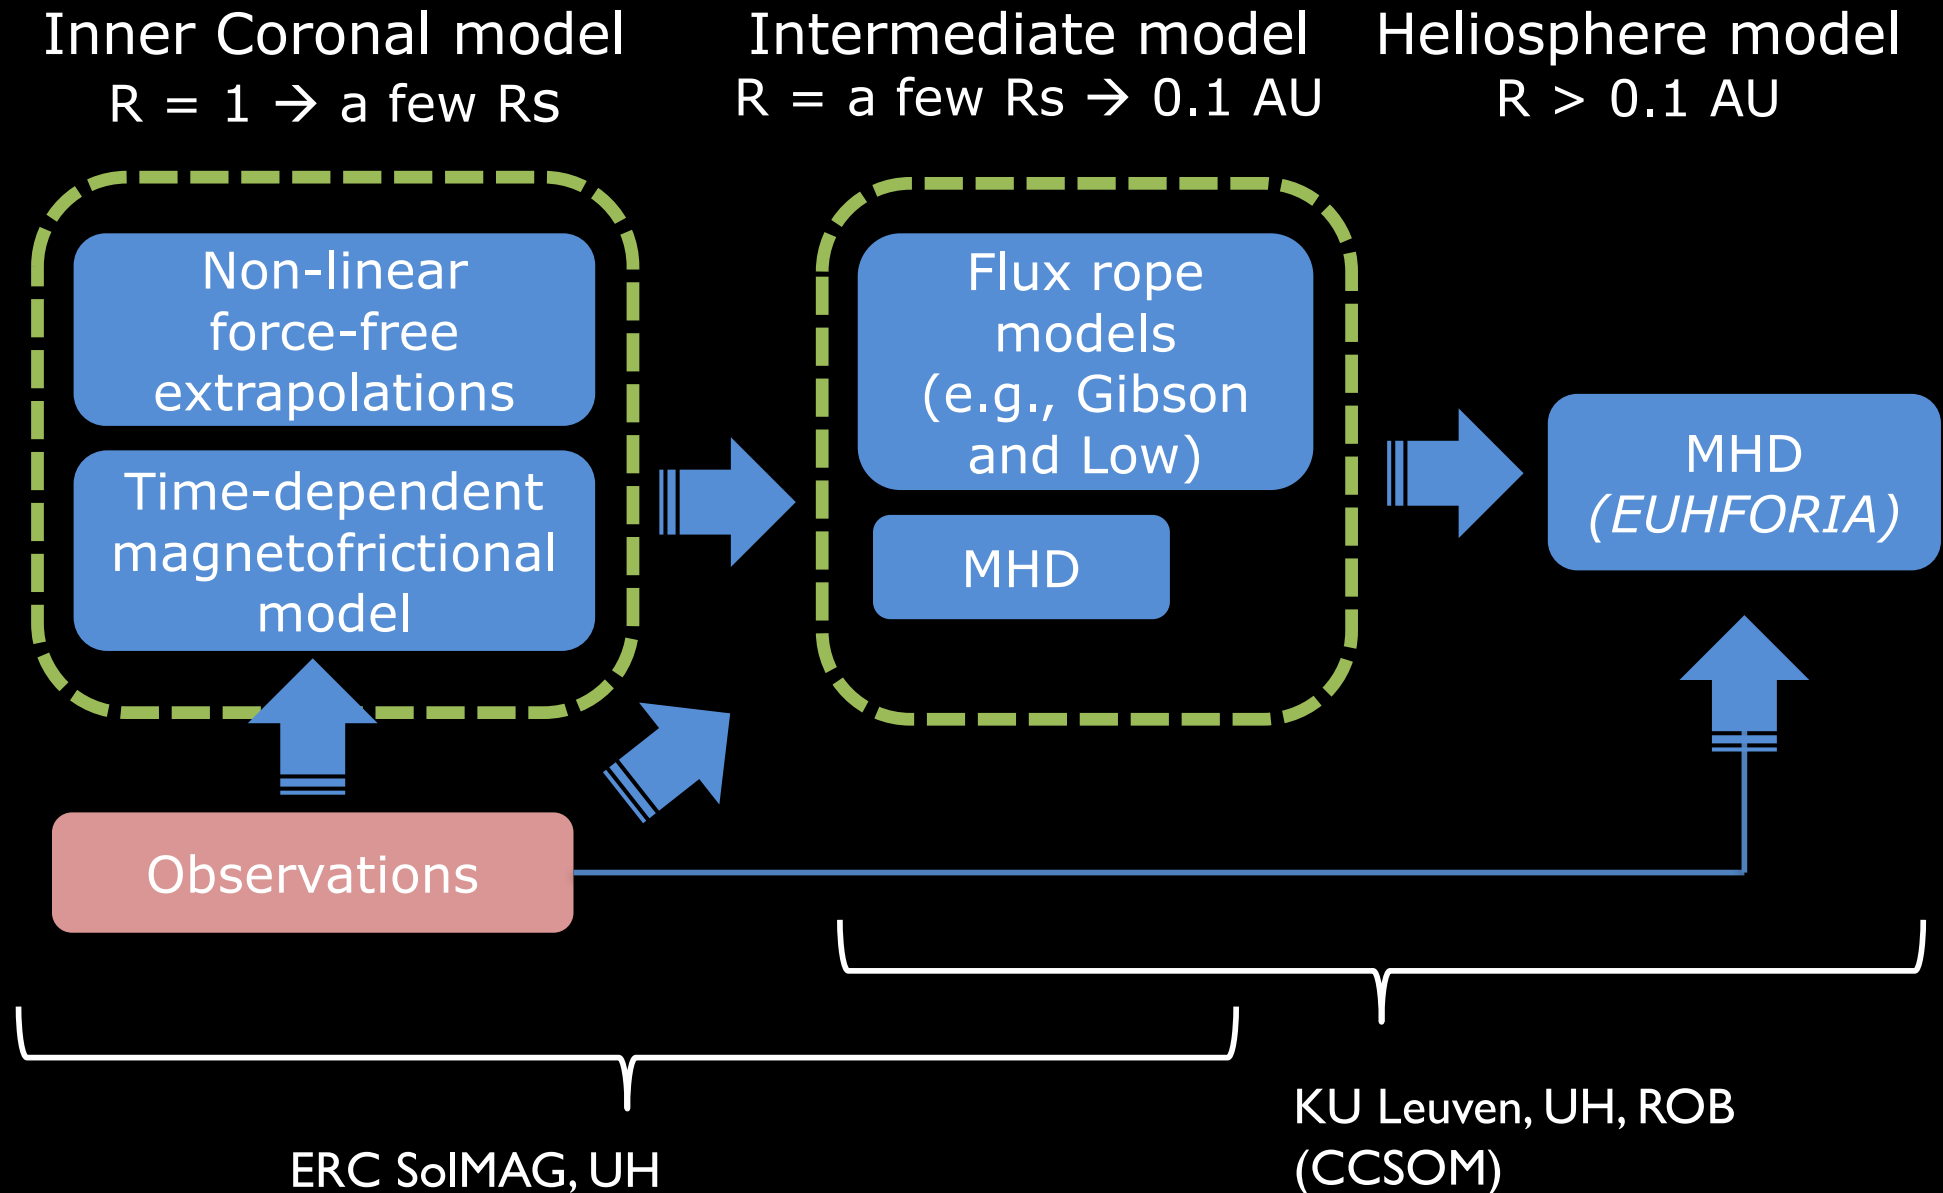 Inner Coronal model
R = 1 → a few Rs
Intermediate model
R = a few Rs → 0.1 AU
Heliosphere model
R > 0.1 AU
Non-linear
force-free
extrapolations
Time-dependent
magnetofrictional
model
Flux rope
models
(e.g., Gibson
and Low)
MHD
MHD
(EUHFORIA)
Observations
ERC SolMAG, UH
KU Leuven, UH, ROB
(CCSOM)